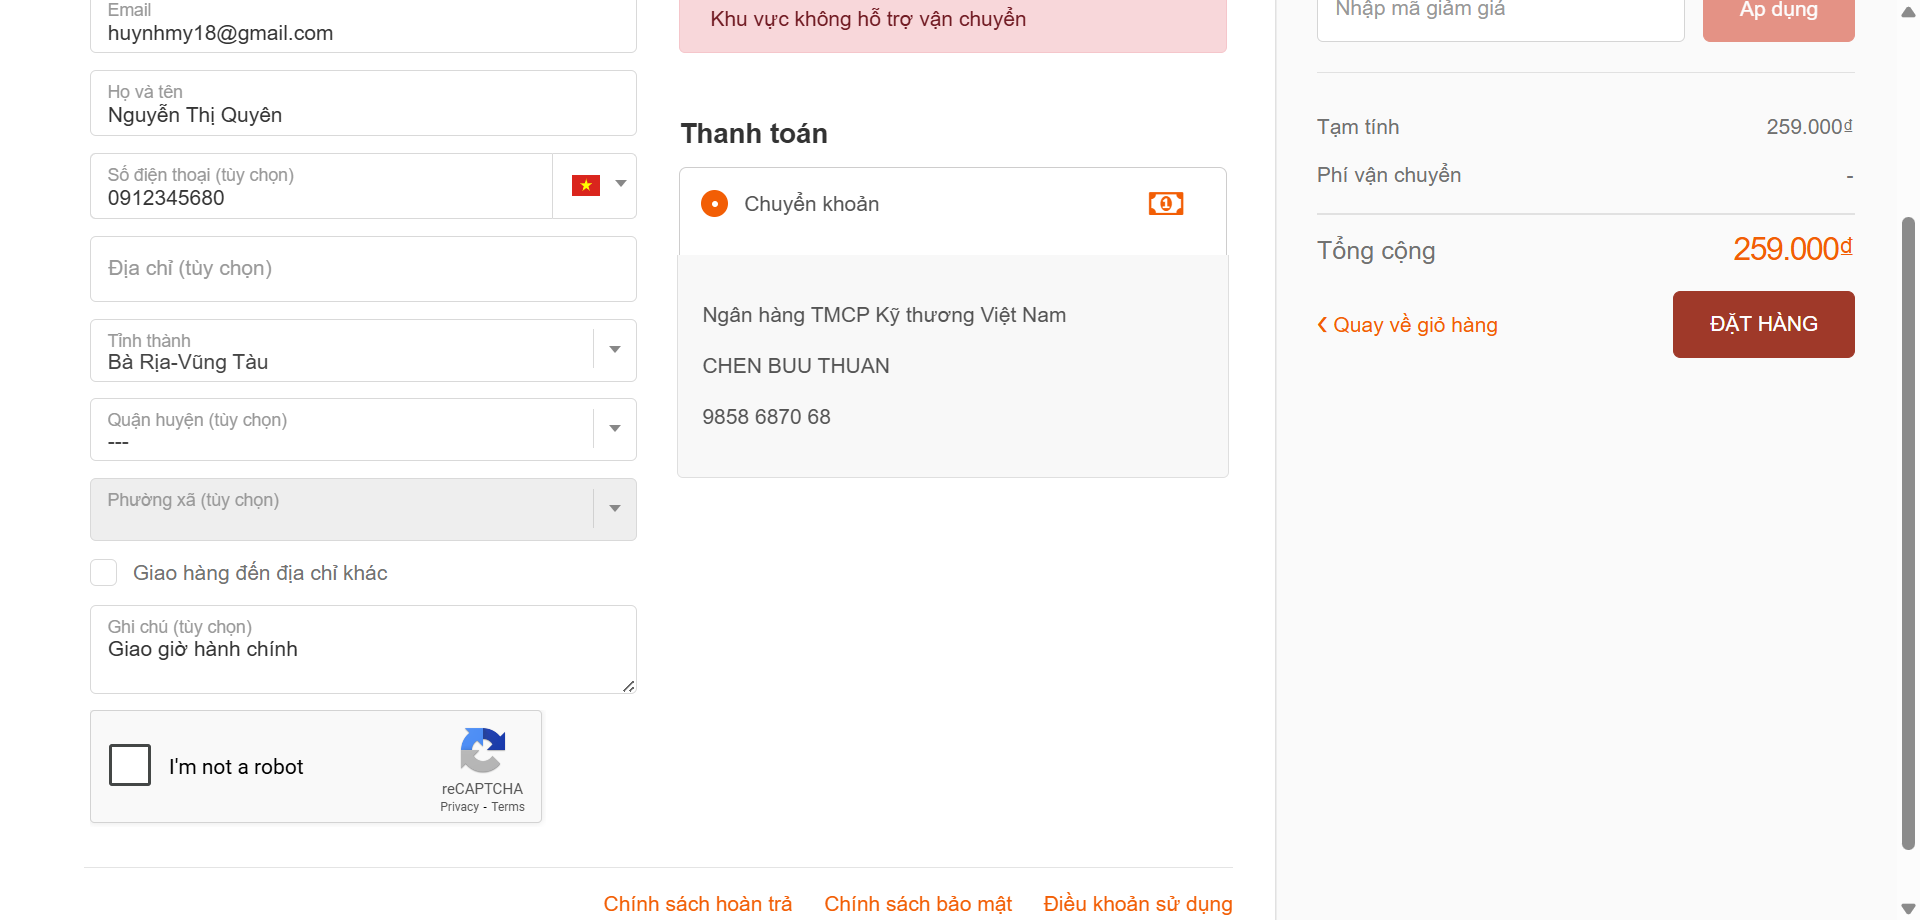 Email
huynhmy18@gmail.com
Họ và tên
Nguyễn Thị Quyên
Số điện thoại (tùy chọn)
0912345680
Địa chỉ (tùy chọn)
Tỉnh thành
Bà Rịa-Vũng Tàu
Quận huyện (tùy chọn)
---
Phường xã (tùy chọn)
Giao hàng đến địa chỉ khác
Ghi chú (tùy chọn)
Giao giờ hành chính
I'm not a robot
reCAPTCHA
Privacy - Terms
Khu vực không hỗ trợ vận chuyển
Thanh toán
Chuyển khoản
1
Ngân hàng TMCP Kỹ thương Việt Nam
CHEN BUU THUAN
9858 6870 68
Nhập mã giảm giá
Áp dụng
Tạm tính 259.000₫
Phí vận chuyển -
Tổng cộng 259.000₫
❮ Quay về giỏ hàng
ĐẶT HÀNG
Chính sách hoàn trả Chính sách bảo mật Điều khoản sử dụng